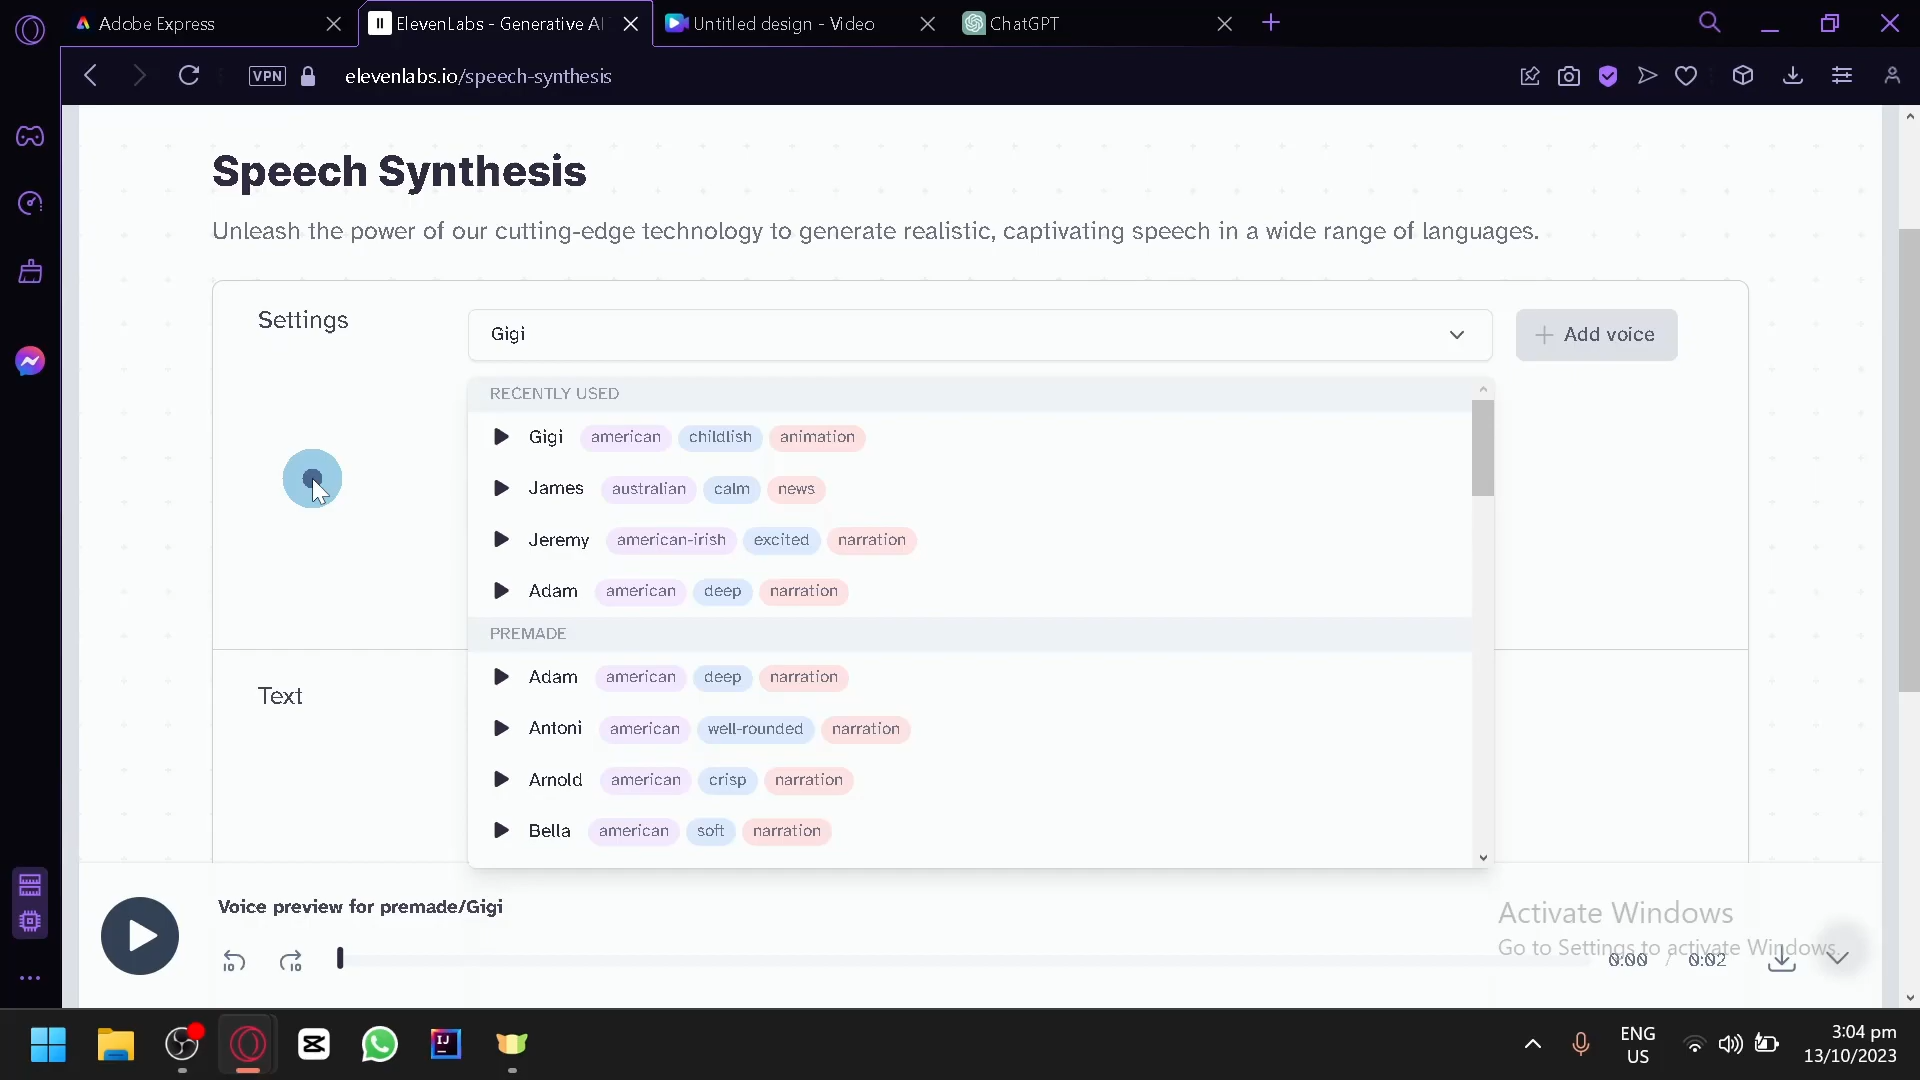 Adobe Express
ElevenLabs - Generative AI
Untitled design - Video
ChatGPT
VPN
elevenlabs.io/speech-synthesis
Speech Synthesis
Unleash the power of our cutting-edge technology to generate realistic, captivating speech in a wide range of languages.
Settings
Gigi
Add voice
RECENTLY USED
Gigi american childlish animation
James australian calm news
Jeremy american-irish excited narration
Adam american deep narration
PREMADE
Adam american deep narration
Text
Antoni american well-rounded narration
Arnold american crisp narration
Bella american soft narration
Voice preview for premade/Gigi
Activate Windows
Go to Settings to activate Windows.
10
10
0:00 / 0:02
IJ
ENG
US
3:04 pm
13/10/2023